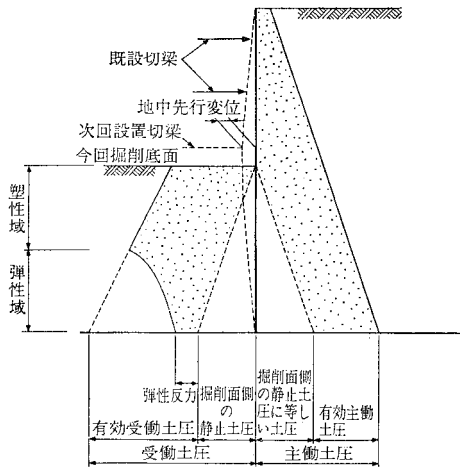 既設切梁
地中先行変位
次回設置切梁
今回掘削底面
塑性域
弾性域
弾性反力
掘削面側
の
静止土圧
掘削面側
の静止土
圧に等し
い土圧
有効受働土圧
有効主働
土圧
受働土圧
主働土圧